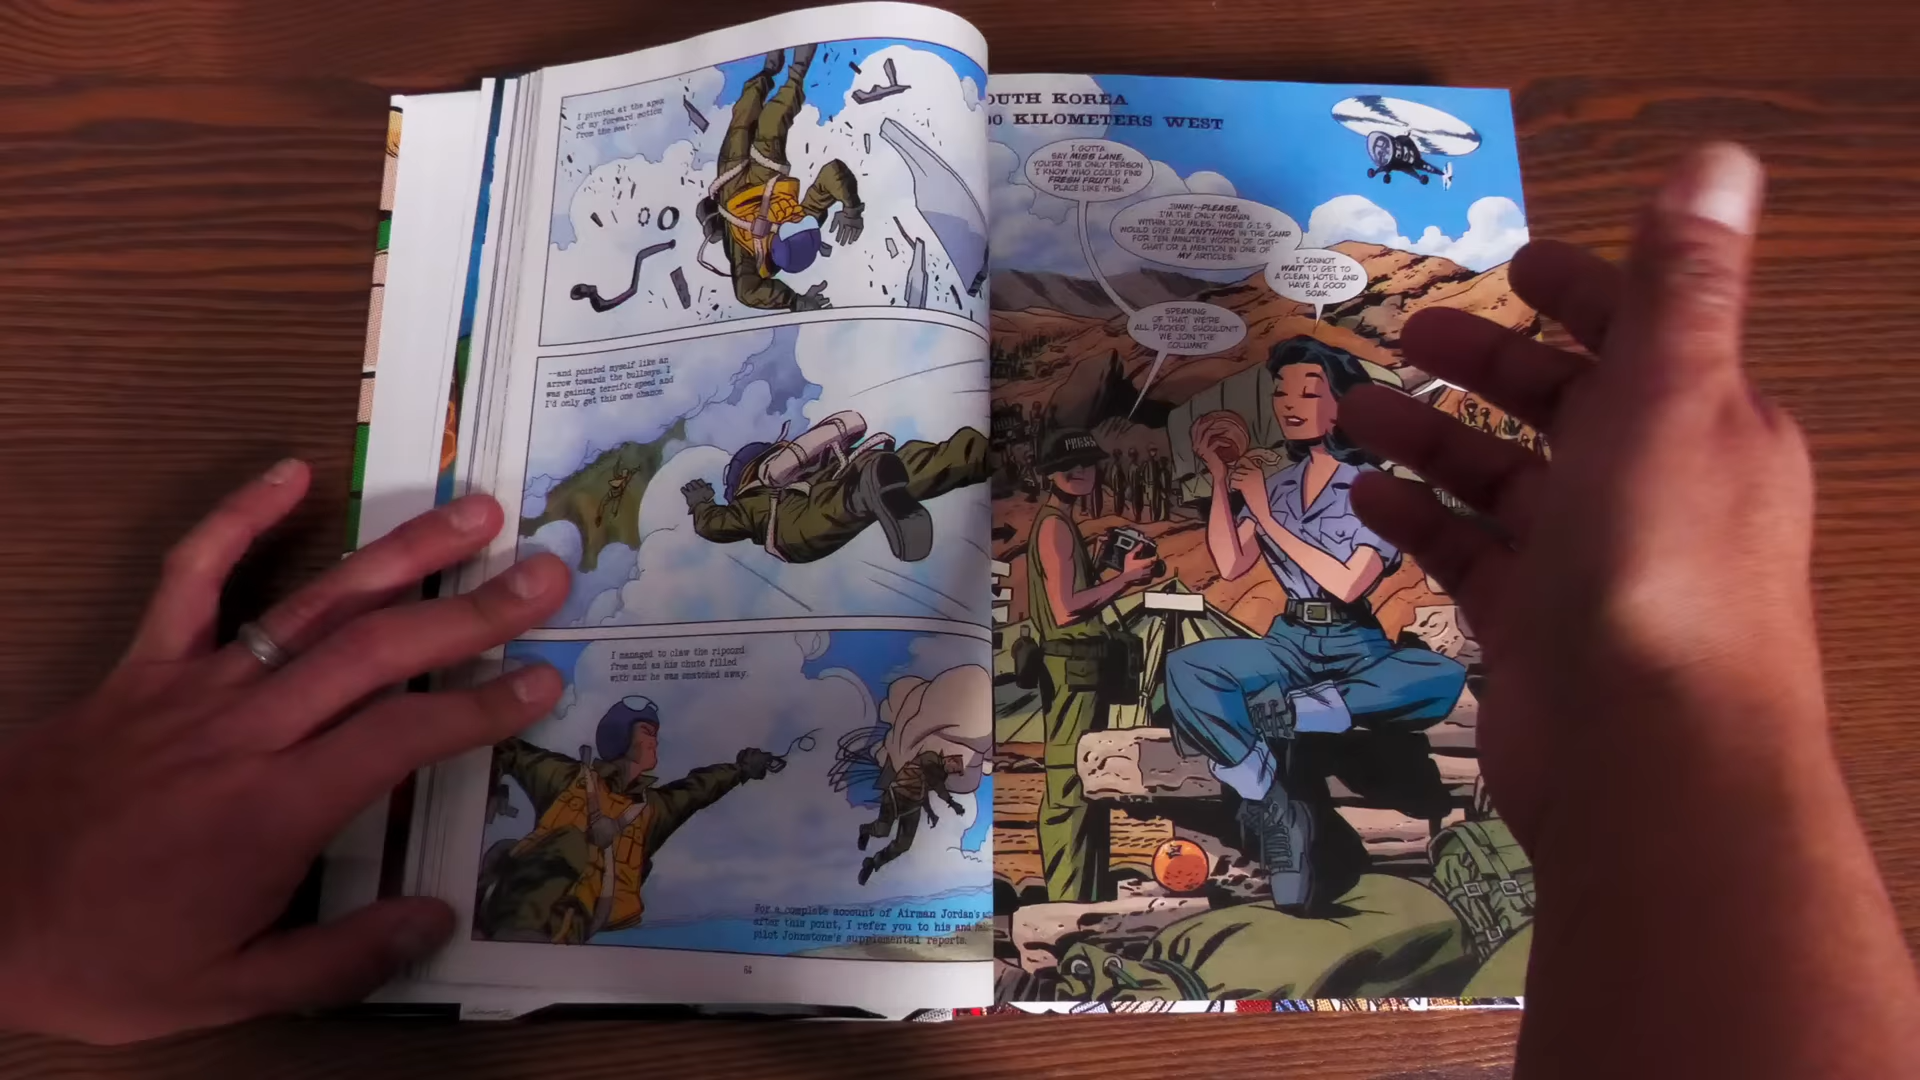 I pivoted at the apex
of my forward motion
from the seat--
--and pointed myself like an
arrow towards the bullseye. I
was gaining terrific speed and
I'd only get this one chance.
I managed to claw the ripcord
free and as his chute filled
with air he was snatched away.
For a complete account of Airman Jordan's
after this point, I refer you to his and
pilot Johnstone's supplemental reports.
64
OUTH KOREA
00 KILOMETERS WEST
I GOTTA
SAY MISS LANE,
YOU'RE THE ONLY PERSON
I KNOW WHO COULD FIND
FRESH FRUIT IN A
PLACE LIKE THIS.
JIMMY--PLEASE.
I'M THE ONLY WOMAN
WITHIN 100 MILES. THESE G.I.'S
WOULD GIVE ME ANYTHING IN THE CAMP
FOR TEN MINUTES WORTH OF CHIT-
CHAT OR A MENTION IN ONE OF
MY ARTICLES.
I CANNOT
WAIT TO GET TO
A CLEAN HOTEL AND
HAVE A GOOD
SOAK.
SPEAKING
OF THAT, WE'RE
ALL PACKED. SHOULDN'T
WE JOIN THE
COLUMN?
PRESS